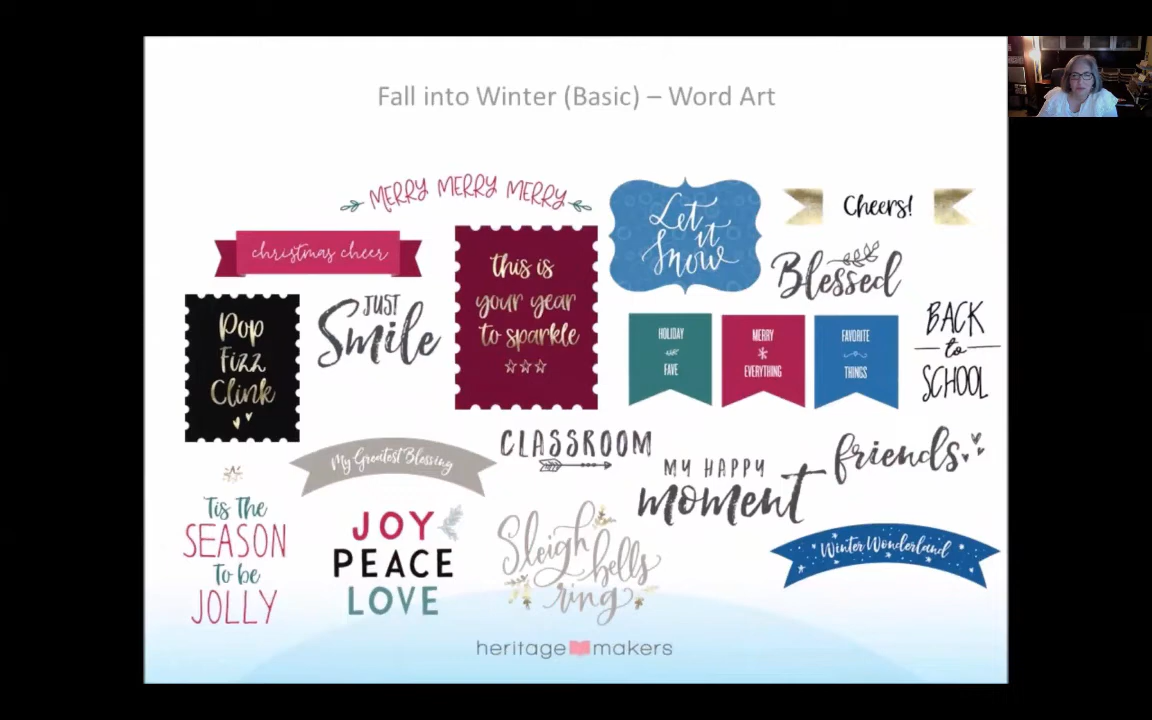 Fall into Winter (Basic) – Word Art
MERRY MERRY MERRY
Let
it
Snow
Cheers!
christmas cheer
this is
your year
to sparkle
Blessed
Pop
Fizz
Clink
JUST
Smile
HOLIDAY
FAVE
MERRY
EVERYTHING
FAVORITE
THINGS
BACK
to
SCHOOL
My Greatest Blessing
CLASSROOM
MY HAPPY
moment
friends
Tis The
SEASON
To be
JOLLY
JOY
PEACE
LOVE
Sleigh
bells
ring
Winter Wonderland
heritage makers